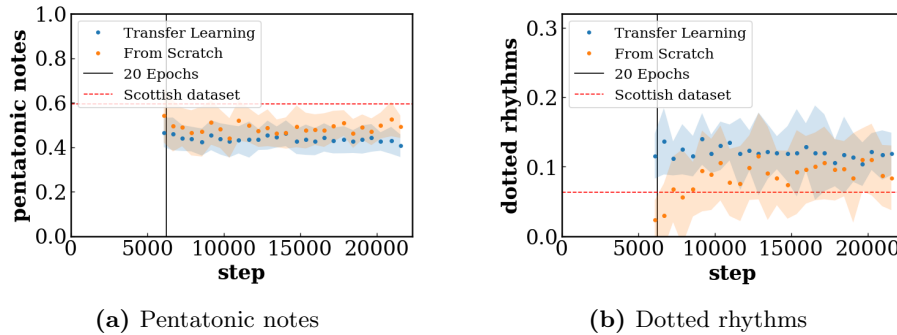 1.0
0.8
0.6
0.4
0.2
0.0
pentatonic notes
Transfer Learning
From Scratch
20 Epochs
Scottish dataset
0 5000 10000 15000 20000
step
(a) Pentatonic notes
0.3
0.2
0.1
0.0
dotted rhythms
Transfer Learning
From Scratch
20 Epochs
Scottish dataset
0 5000 10000 15000 20000
step
(b) Dotted rhythms